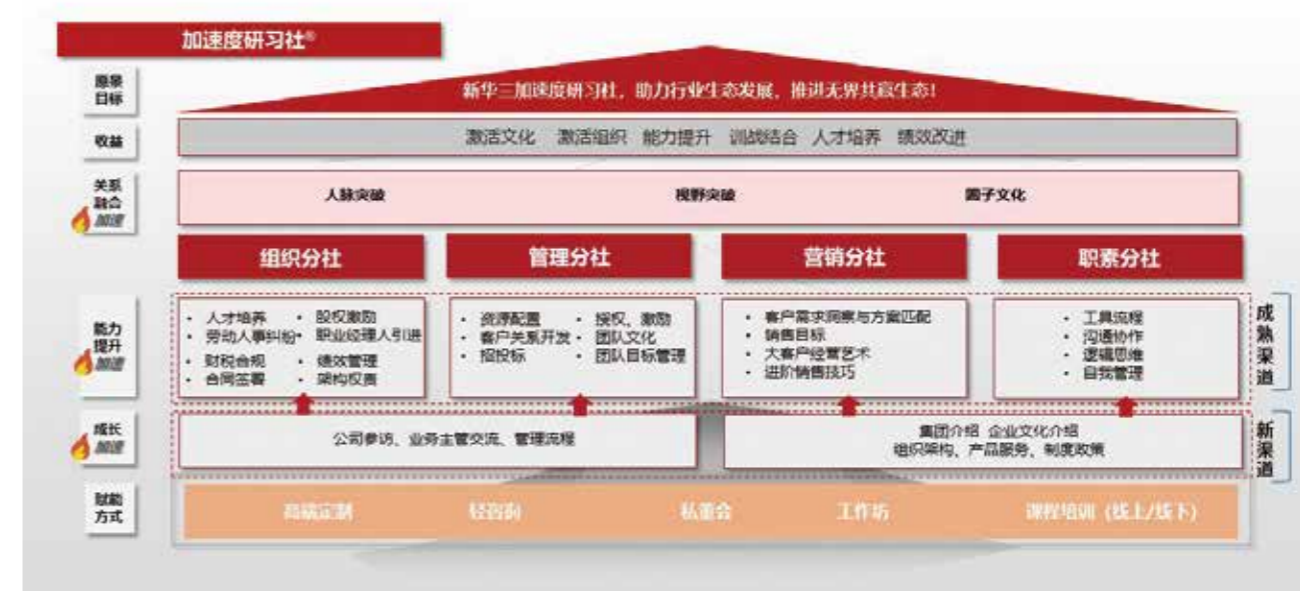 加速度研习社®
愿景
目标
新华三加速度研习社，助力行业生态发展，推进无界共赢生态！
收益
激活文化 激活组织 能力提升 训战结合 人才培养 绩效改进
关系
融合
加速
人脉突破 视野突破 圈子文化
组织分社 管理分社 营销分社 职素分社
能力
提升
加速
• 人才培养 • 股权激励
• 劳动人事纠纷 • 职业经理人引进
• 财税合规 • 绩效管理
• 合同签署 • 架构权责
• 资源配置 • 授权、激励
• 客户关系开发 • 团队文化
• 招投标 • 团队目标管理
• 客户需求洞察与方案匹配
• 销售目标
• 大客户经营艺术
• 进阶销售技巧
• 工具流程
• 沟通协作
• 逻辑思维
• 自我管理
成熟渠道
成长
加速
公司参访、业务主管交流、管理流程
集团介绍 企业文化介绍
组织架构、产品服务、制度政策
新渠道
赋能
方式
高端定制 轻咨询 私董会 工作坊 课程培训（线上/线下）